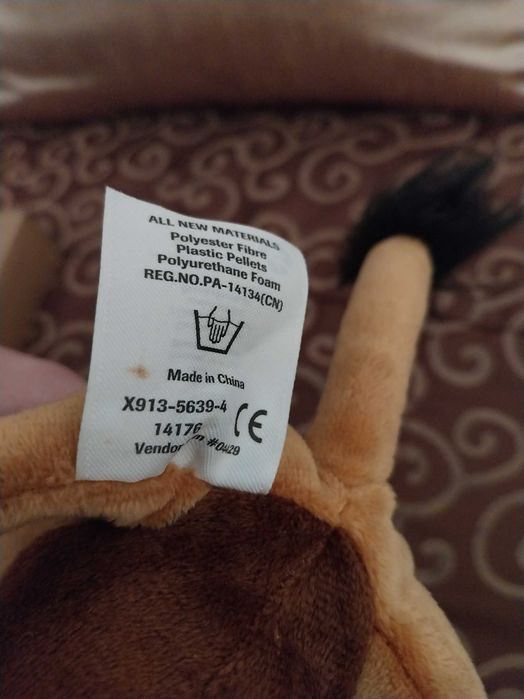 ALL NEW MATERIALS
Polyester Fibre
Plastic Pellets
Polyurethane Foam
REG.NO.PA-14134(CN)
Made in China
X913-5639-4
CE
#0429